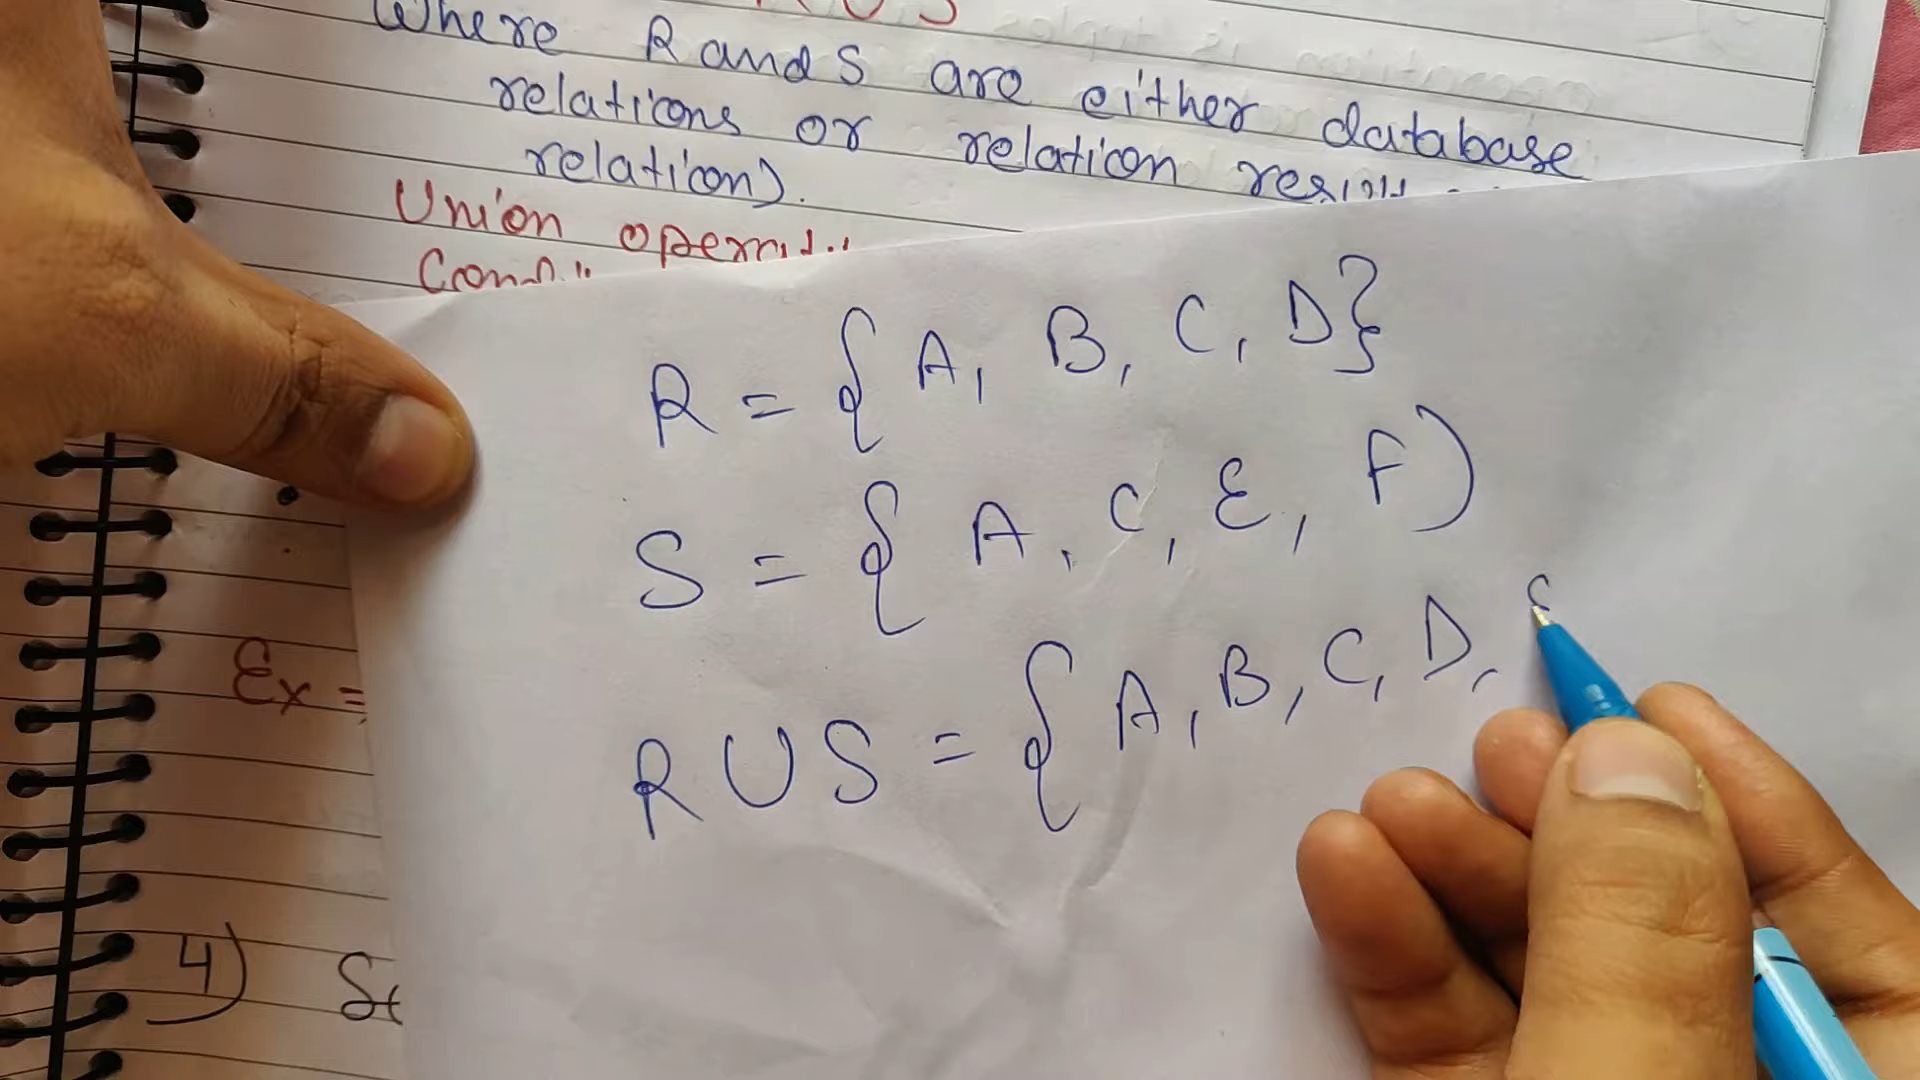 R U S
Where R and S are either database
relations or relation
relation).
Union
R = { A, B, C, D}
S = { A, C, E, F)
R U S = { A, B, C, D,
Ex =
4)